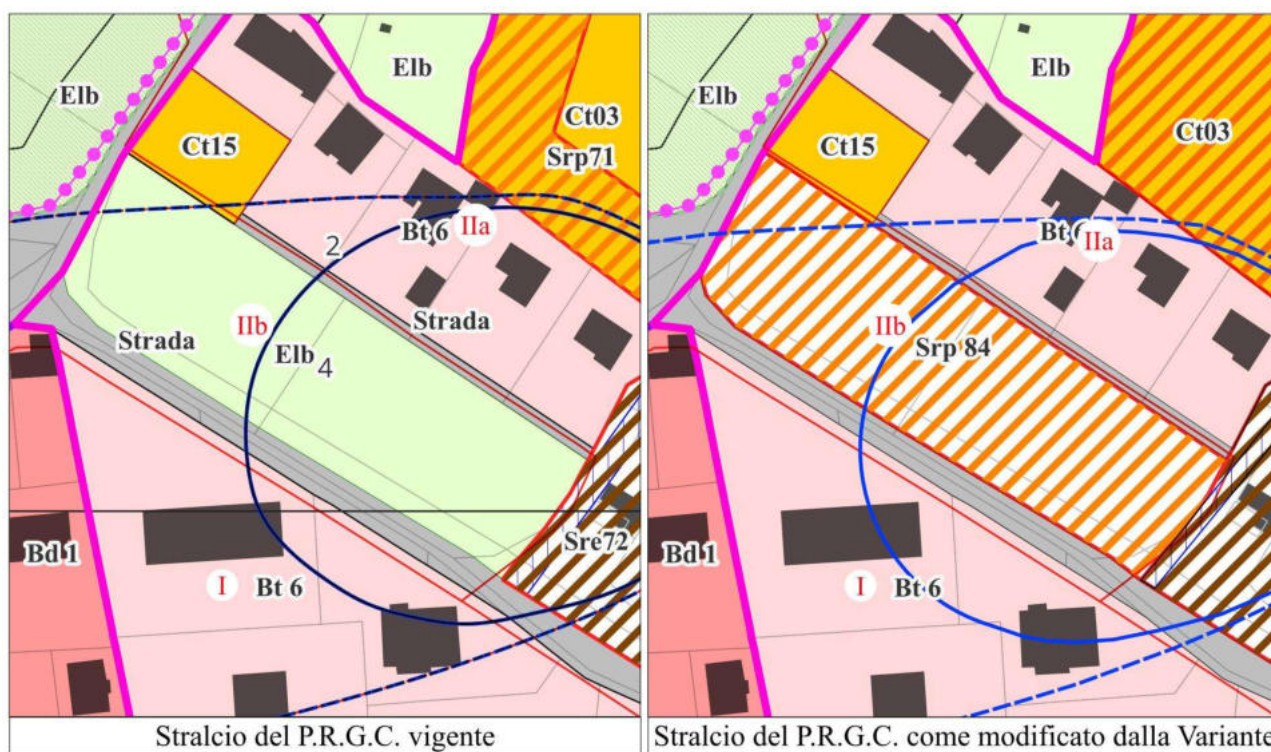 Elb
Elb
Ct03
Srp71
Ct15
2
Bt 6
IIa
IIb
Strada
Strada
Elb
4
Sre72
Bd 1
I
Bt 6
Stralcio del P.R.G.C. vigente
Elb
Elb
Ct03
Ct15
Bt 6
IIa
IIb
Srp 84
Bd 1
I
Bt 6
Stralcio del P.R.G.C. come modificato dalla Variante